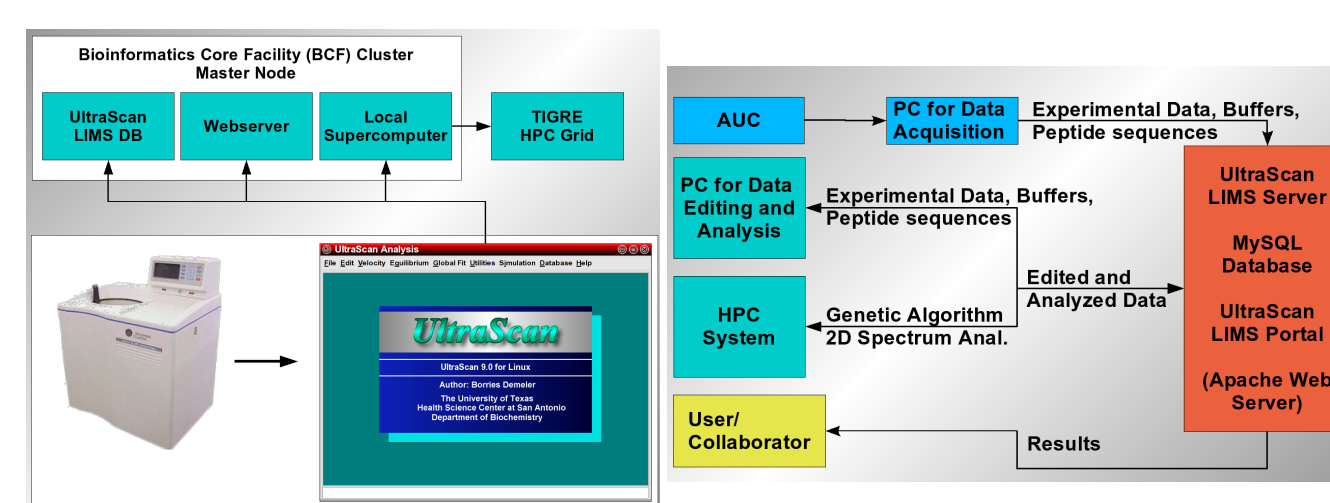 Bioinformatics Core Facility (BCF) Cluster
Master Node
UltraScan
LIMS DB
Webserver
Local
Supercomputer
TIGRE
HPC Grid
UltraScan Analysis
File Edit Velocity Equilibrium Global Fit Utilities Simulation Database Help
UltraScan
UltraScan 9.0 for Linux
Author: Borries Demeler
The University of Texas
Health Science Center at San Antonio
Department of Biochemistry
AUC
PC for Data
Acquisition
Experimental Data, Buffers,
Peptide sequences
PC for Data
Editing and
Analysis
Experimental Data, Buffers,
Peptide sequences
UltraScan
LIMS Server
MySQL
Database
UltraScan
LIMS Portal
(Apache Web
Server)
Edited and
Analyzed Data
HPC
System
Genetic Algorithm
2D Spectrum Anal.
User/
Collaborator
Results